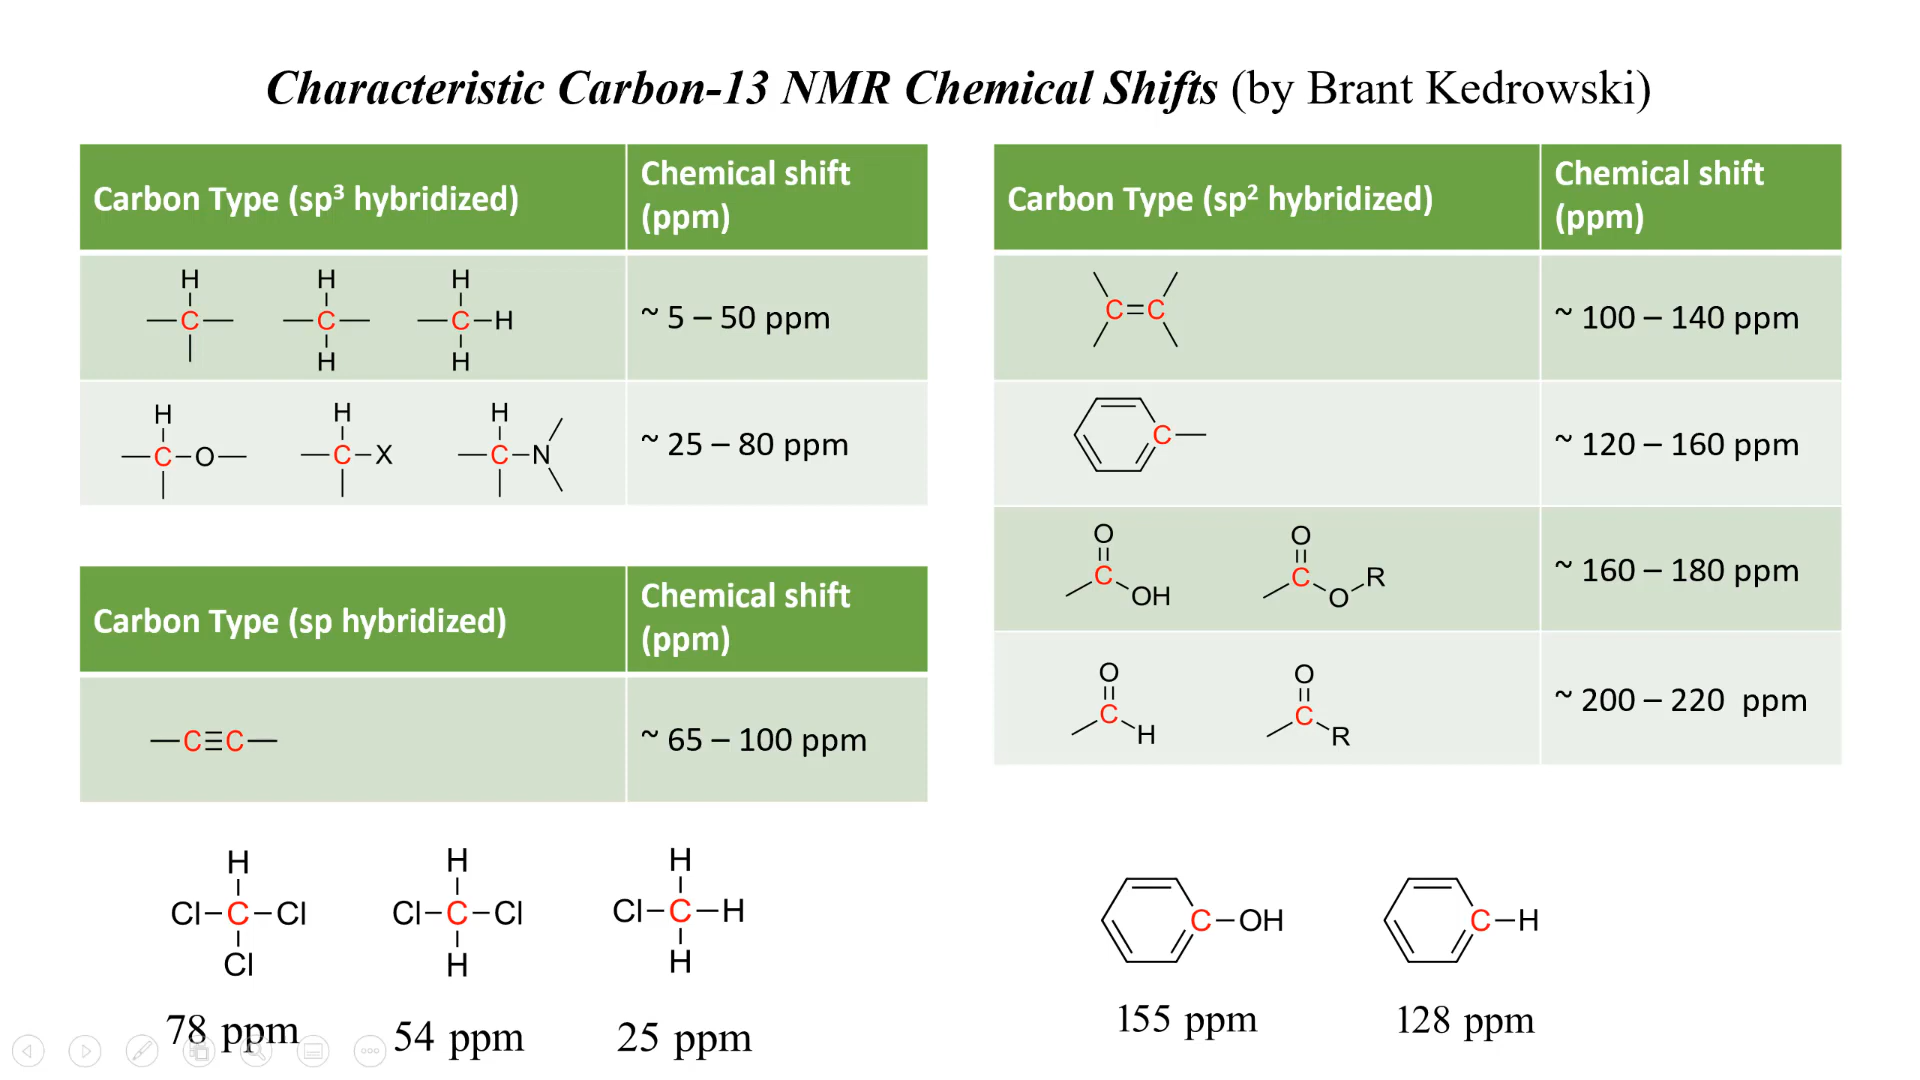 Characteristic Carbon-13 NMR Chemical Shifts (by Brant Kedrowski)
Carbon Type (sp³ hybridized)
Chemical shift
(ppm)
H H H
C C C H
H H
~ 5 – 50 ppm
H H H
C O C X C N
~ 25 – 80 ppm
Carbon Type (sp hybridized)
Chemical shift
(ppm)
C≡C
~ 65 – 100 ppm
H
Cl C Cl
Cl
78 ppm
H
Cl C Cl
H
54 ppm
H
Cl C H
H
25 ppm
Carbon Type (sp² hybridized)
Chemical shift
(ppm)
C=C
~ 100 – 140 ppm
C
~ 120 – 160 ppm
O O
C OH C O R
~ 160 – 180 ppm
O O
C H C R
~ 200 – 220 ppm
C OH
155 ppm
C H
128 ppm